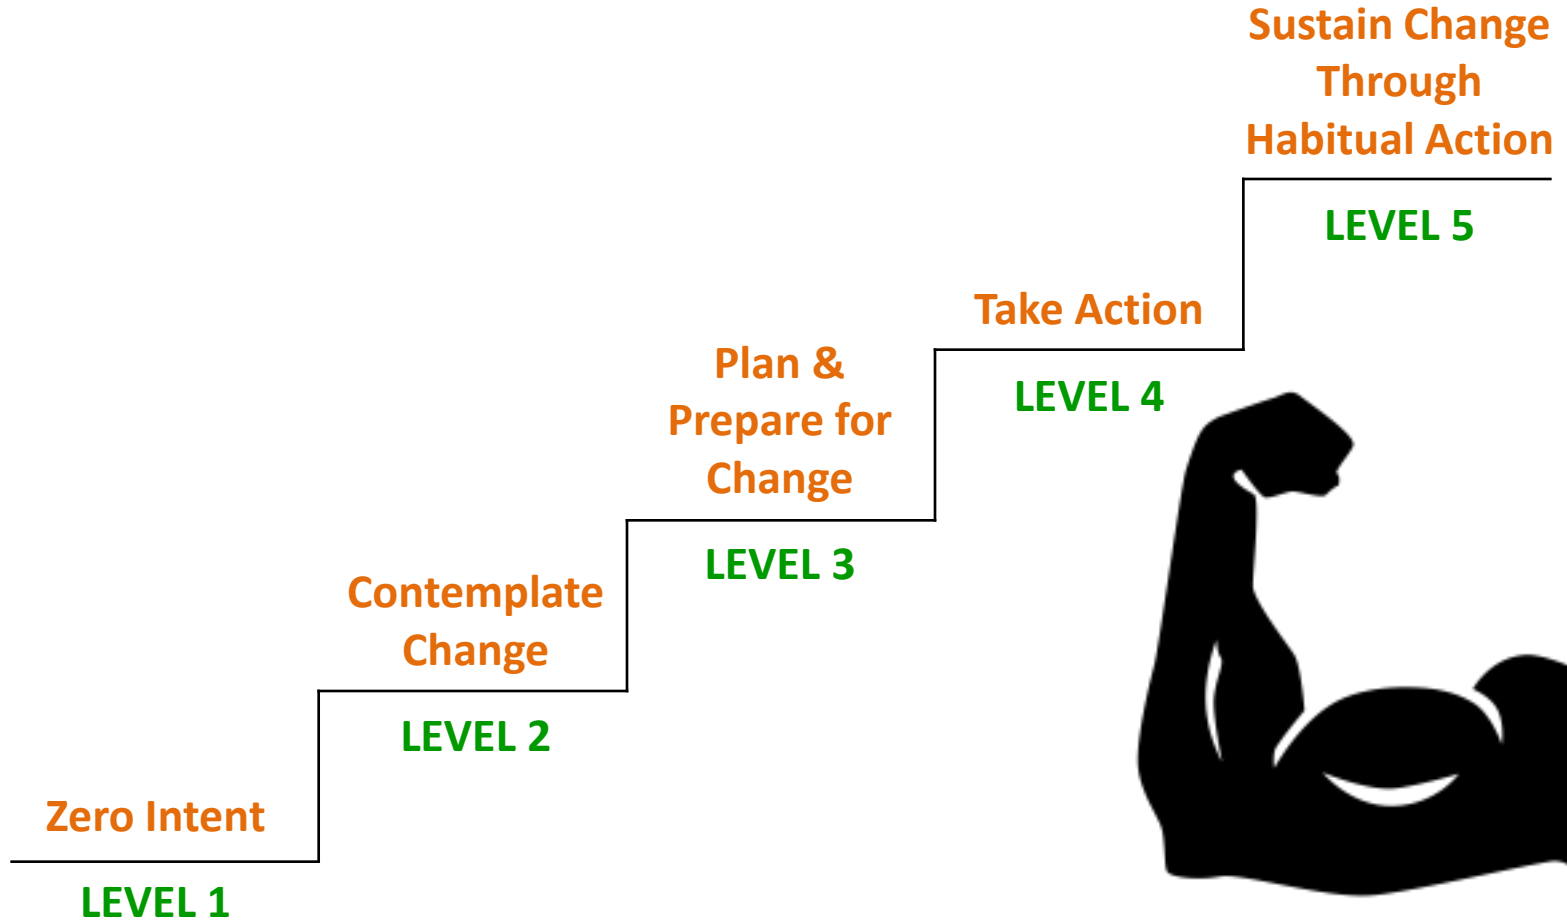 Sustain Change
Through
Habitual Action
LEVEL 5
Take Action
LEVEL 4
Plan &
Prepare for
Change
LEVEL 3
Contemplate
Change
LEVEL 2
Zero Intent
LEVEL 1